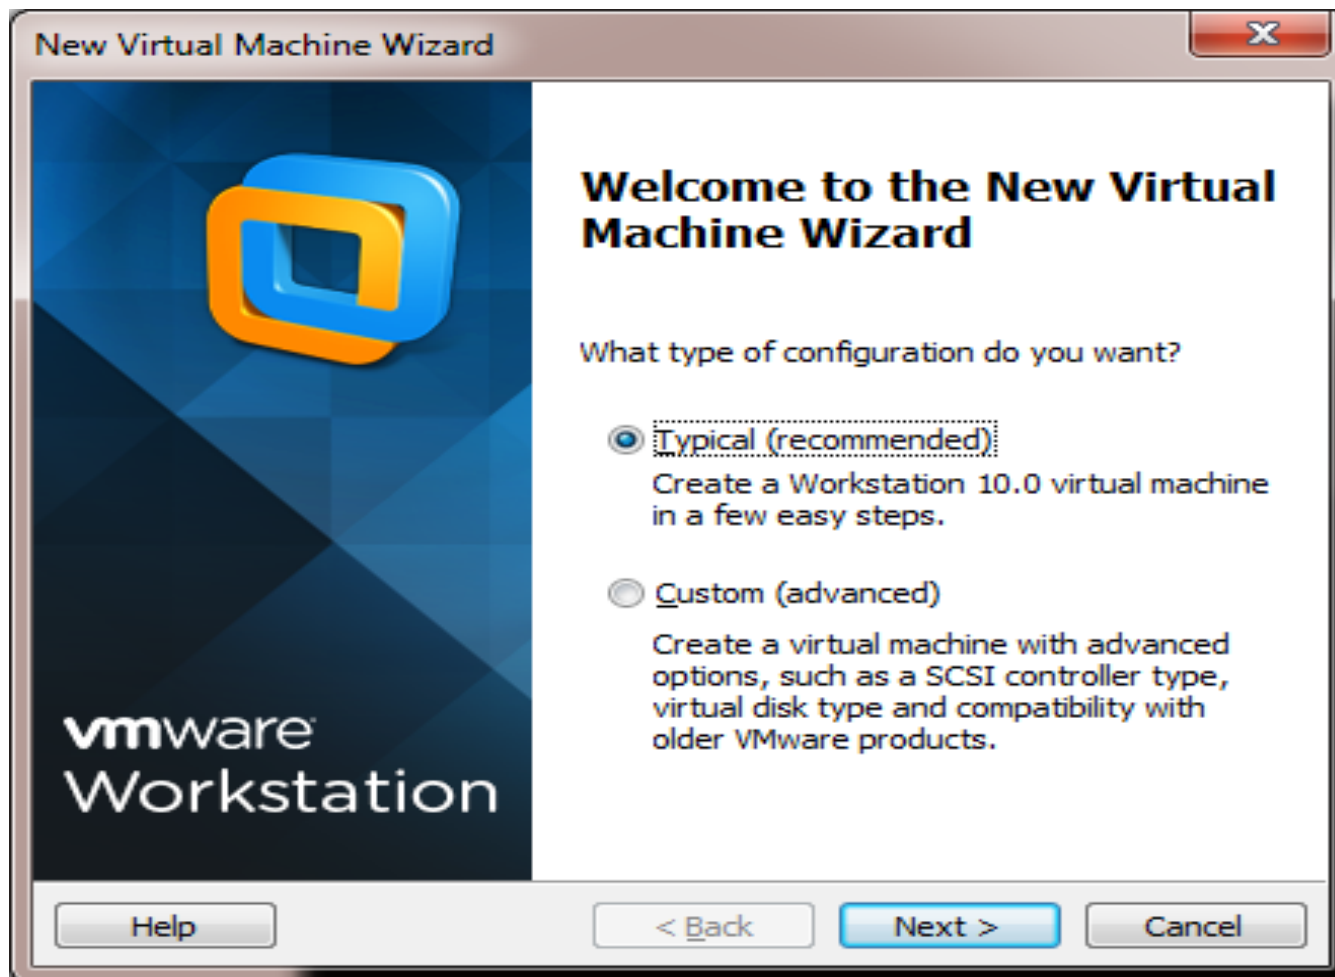 New Virtual Machine Wizard
Welcome to the New Virtual
Machine Wizard
What type of configuration do you want?
Typical (recommended)
Create a Workstation 10.0 virtual machine
in a few easy steps.
Custom (advanced)
Create a virtual machine with advanced
options, such as a SCSI controller type,
virtual disk type and compatibility with
older VMware products.
vmware
Workstation
Help
< Back
Next >
Cancel